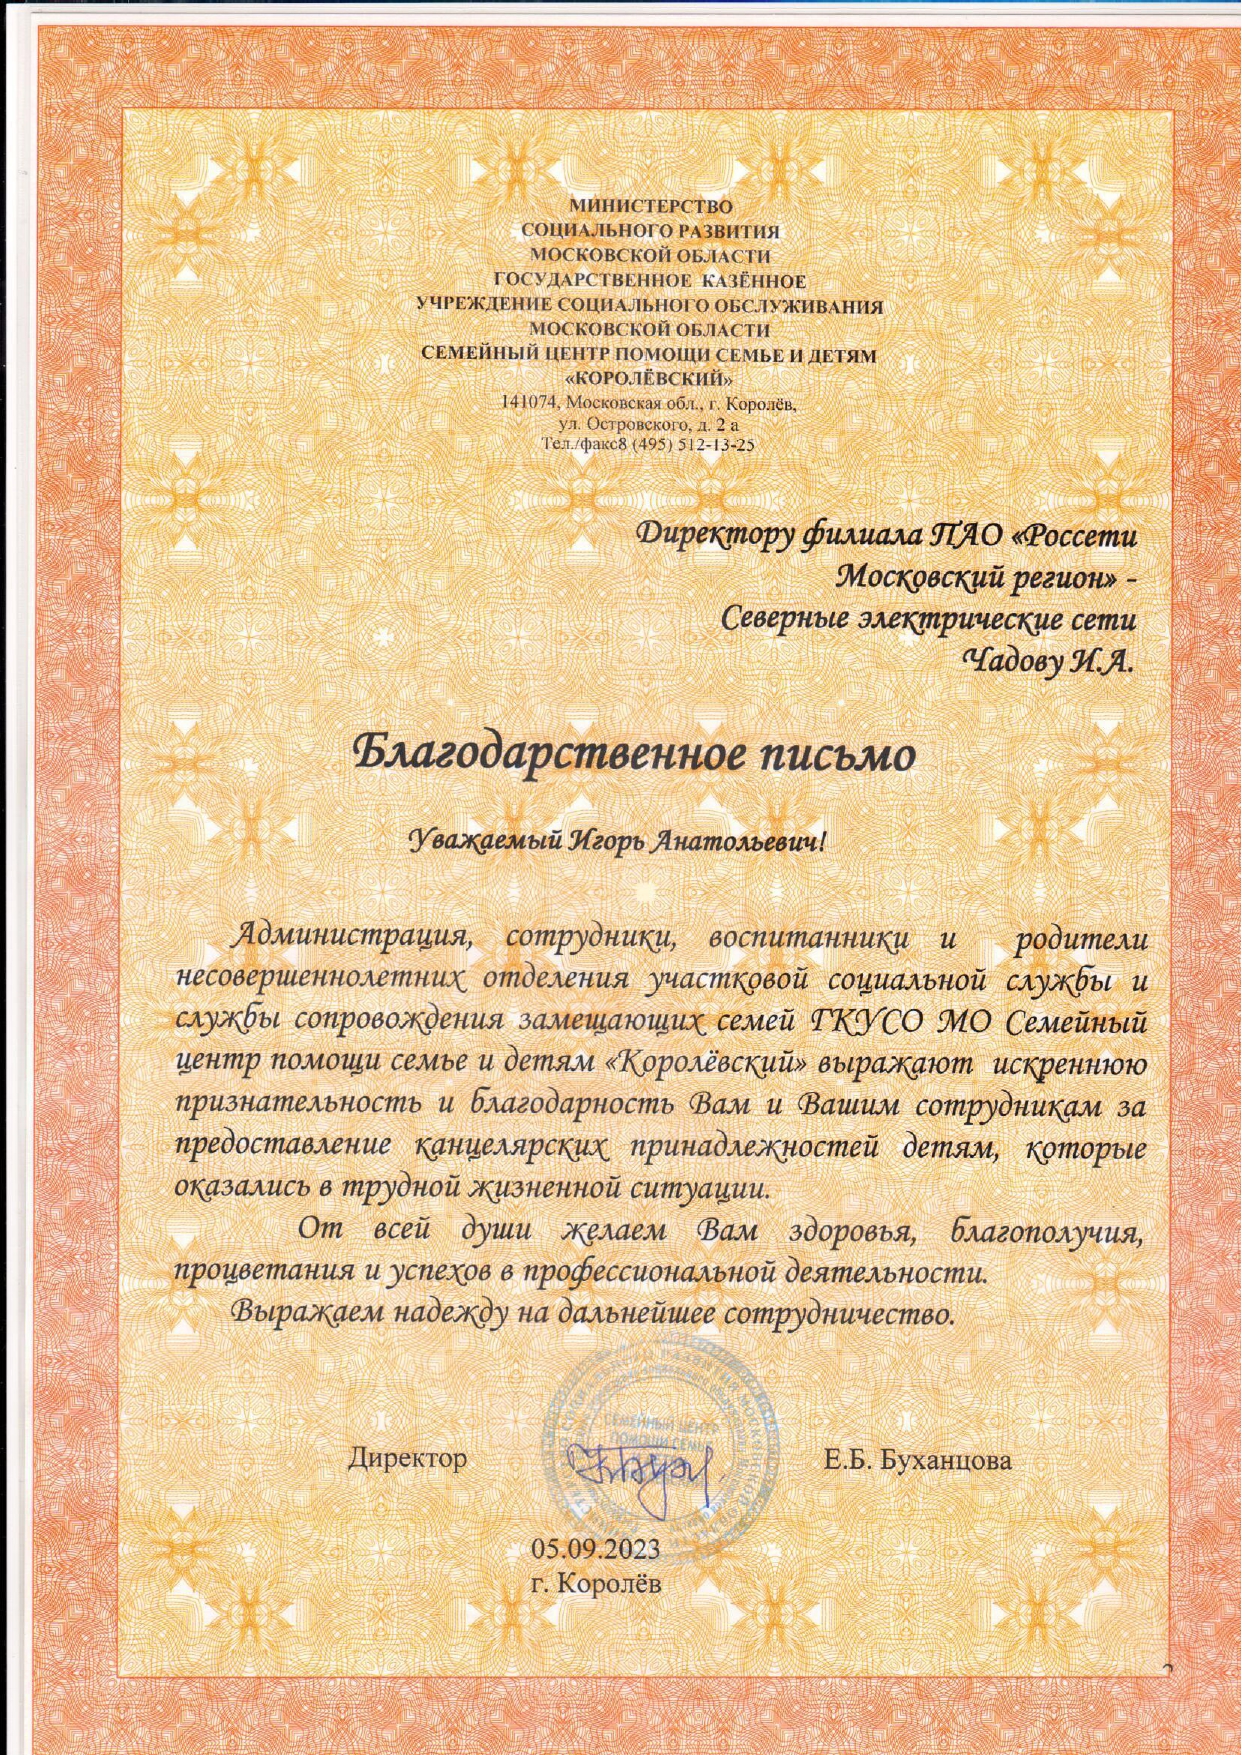 МИНИСТЕРСТВО
СОЦИАЛЬНОГО РАЗВИТИЯ
МОСКОВСКОЙ ОБЛАСТИ
ГОСУДАРСТВЕННОЕ КАЗЁННОЕ
УЧРЕЖДЕНИЕ СОЦИАЛЬНОГО ОБСЛУЖИВАНИЯ
МОСКОВСКОЙ ОБЛАСТИ
СЕМЕЙНЫЙ ЦЕНТР ПОМОЩИ СЕМЬЕ И ДЕТЯМ
«КОРОЛЁВСКИЙ»
141074, Московская обл., г. Королёв,
ул. Островского, д. 2 а
Тел./факс8 (495) 512-13-25
Директору филиала ПАО «Россети
Московский регион» -
Северные электрические сети
Чадову И.А.
Благодарственное письмо
Уважаемый Игорь Анатольевич!
Администрация, сотрудники, воспитанники и родители
несовершеннолетних отделения участковой социальной службы и
службы сопровождения замещающих семей ГКУСО МО Семейный
центр помощи семье и детям «Королёвский» выражают искреннюю
признательность и благодарность Вам и Вашим сотрудникам за
предоставление канцелярских принадлежностей детям, которые
оказались в трудной жизненной ситуации.
От всей души желаем Вам здоровья, благополучия,
процветания и успехов в профессиональной деятельности.
Выражаем надежду на дальнейшее сотрудничество.
СЕМЕЙНЫЙ ЦЕНТР
ПОМОЩИ СЕМЬЕ
Директор
Е.Б. Буханцова
05.09.2023
г. Королёв